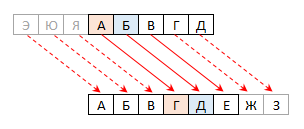 Э Ю Я А Б В Г Д
А Б В Г Д Е Ж З